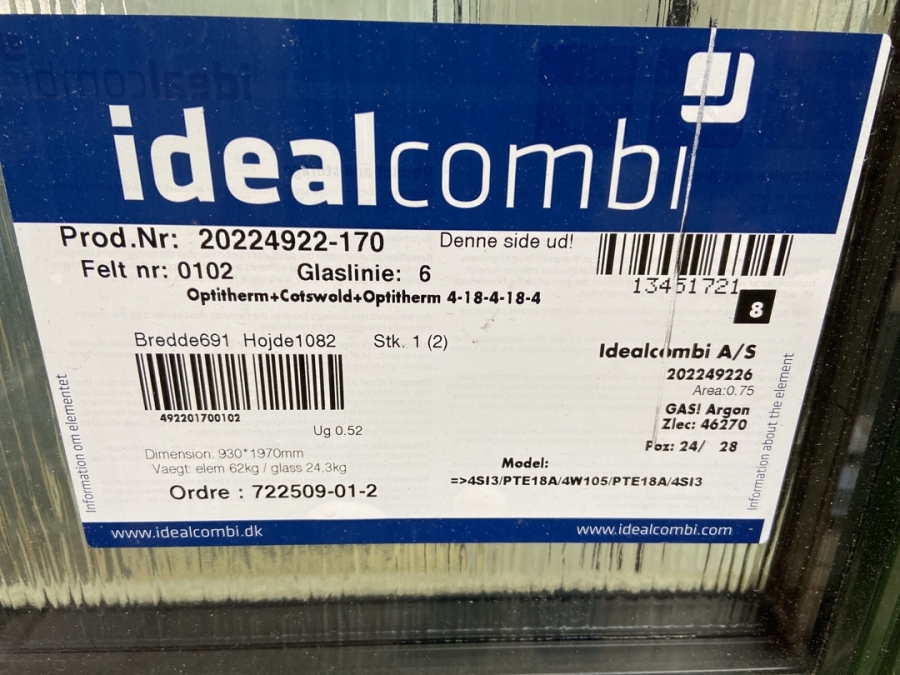 idealcombi
Prod.Nr: 20224922-170
Denne side ud!
Felt nr: 0102 Glaslinie: 6
13451721
Optitherm+Cotswold+Optitherm 4-18-4-18-4
8
Bredde691 Hojde1082 Stk. 1 (2)
Idealcombi A/S
202249226
Area:0.75
492201700102
GAS! Argon
Zlec: 46270
Ug 0.52
Poz: 24/ 28
Dimension: 930*1970mm
Vaegt: elem 62kg / glass 24,3kg
Model:
=>4SI3/PTE18A/4W105/PTE18A/4SI3
Ordre : 722509-01-2
Information om elementet
Information about the element
www.idealcombi.dk
www.idealcombi.com